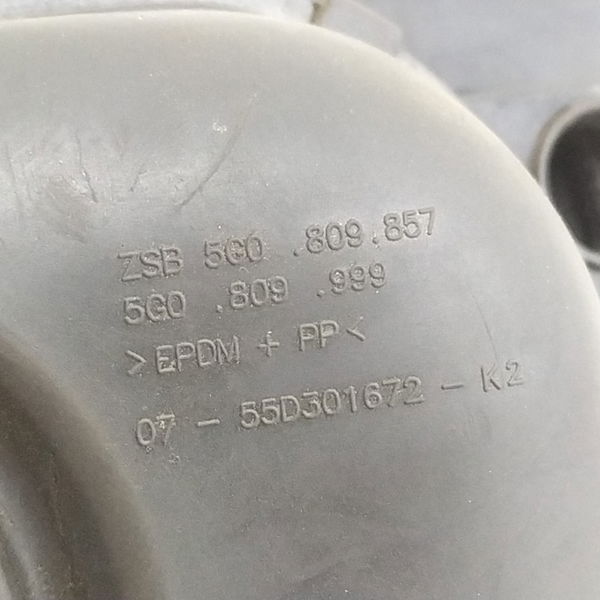 ZSB 5G0 .809.857
5G0 .809 .999
>EPDM + PP<
07 - 55D301672 - K2